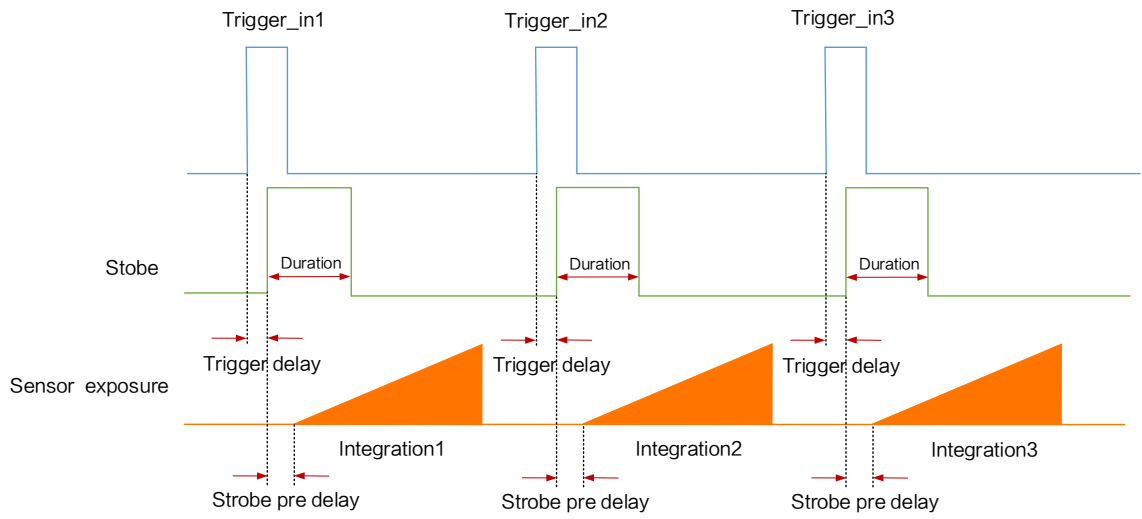 Trigger_in1
Trigger_in2
Trigger_in3
Stobe
Duration
Duration
Duration
Trigger delay
Trigger delay
Trigger delay
Sensor exposure
Integration1
Integration2
Integration3
Strobe pre delay
Strobe pre delay
Strobe pre delay